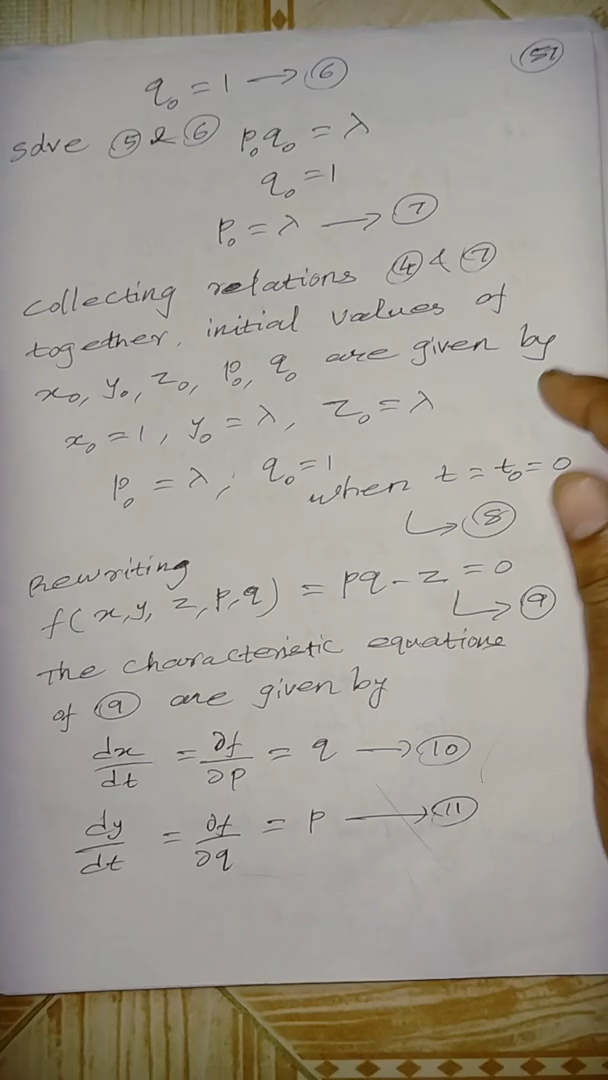 (51)
q₀ = 1 → (6)
solve (5) & (6) p₀q₀ = λ
q₀ = 1
p₀ = λ → (7)
collecting relations (4) & (7)
together, initial values of
x₀, y₀, z₀, p₀, q₀ are given by
x₀ = 1, y₀ = λ, z₀ = λ
p₀ = λ, q₀ = 1
when t = t₀ = 0
↳ (8)
Rewriting
f(x, y, z, p, q) = pq - z = 0
↳ (9)
The characteristic equations
of (9) are given by
dx/dt = ∂f/∂p = q → (10)
dy/dt = ∂f/∂q = p → (11)